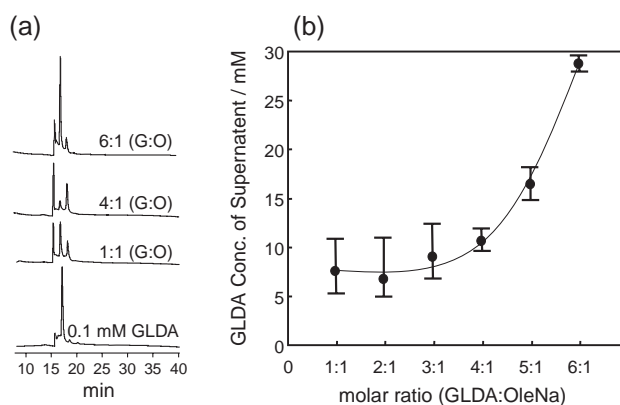 (a)
6:1 (G:O)
4:1 (G:O)
1:1 (G:O)
0.1 mM GLDA
10 15 20 25 30 35 40
min
(b)
GLDA Conc. of Supernatent / mM
30
25
20
15
10
5
0
0 1:1 2:1 3:1 4:1 5:1 6:1
molar ratio (GLDA:OleNa)